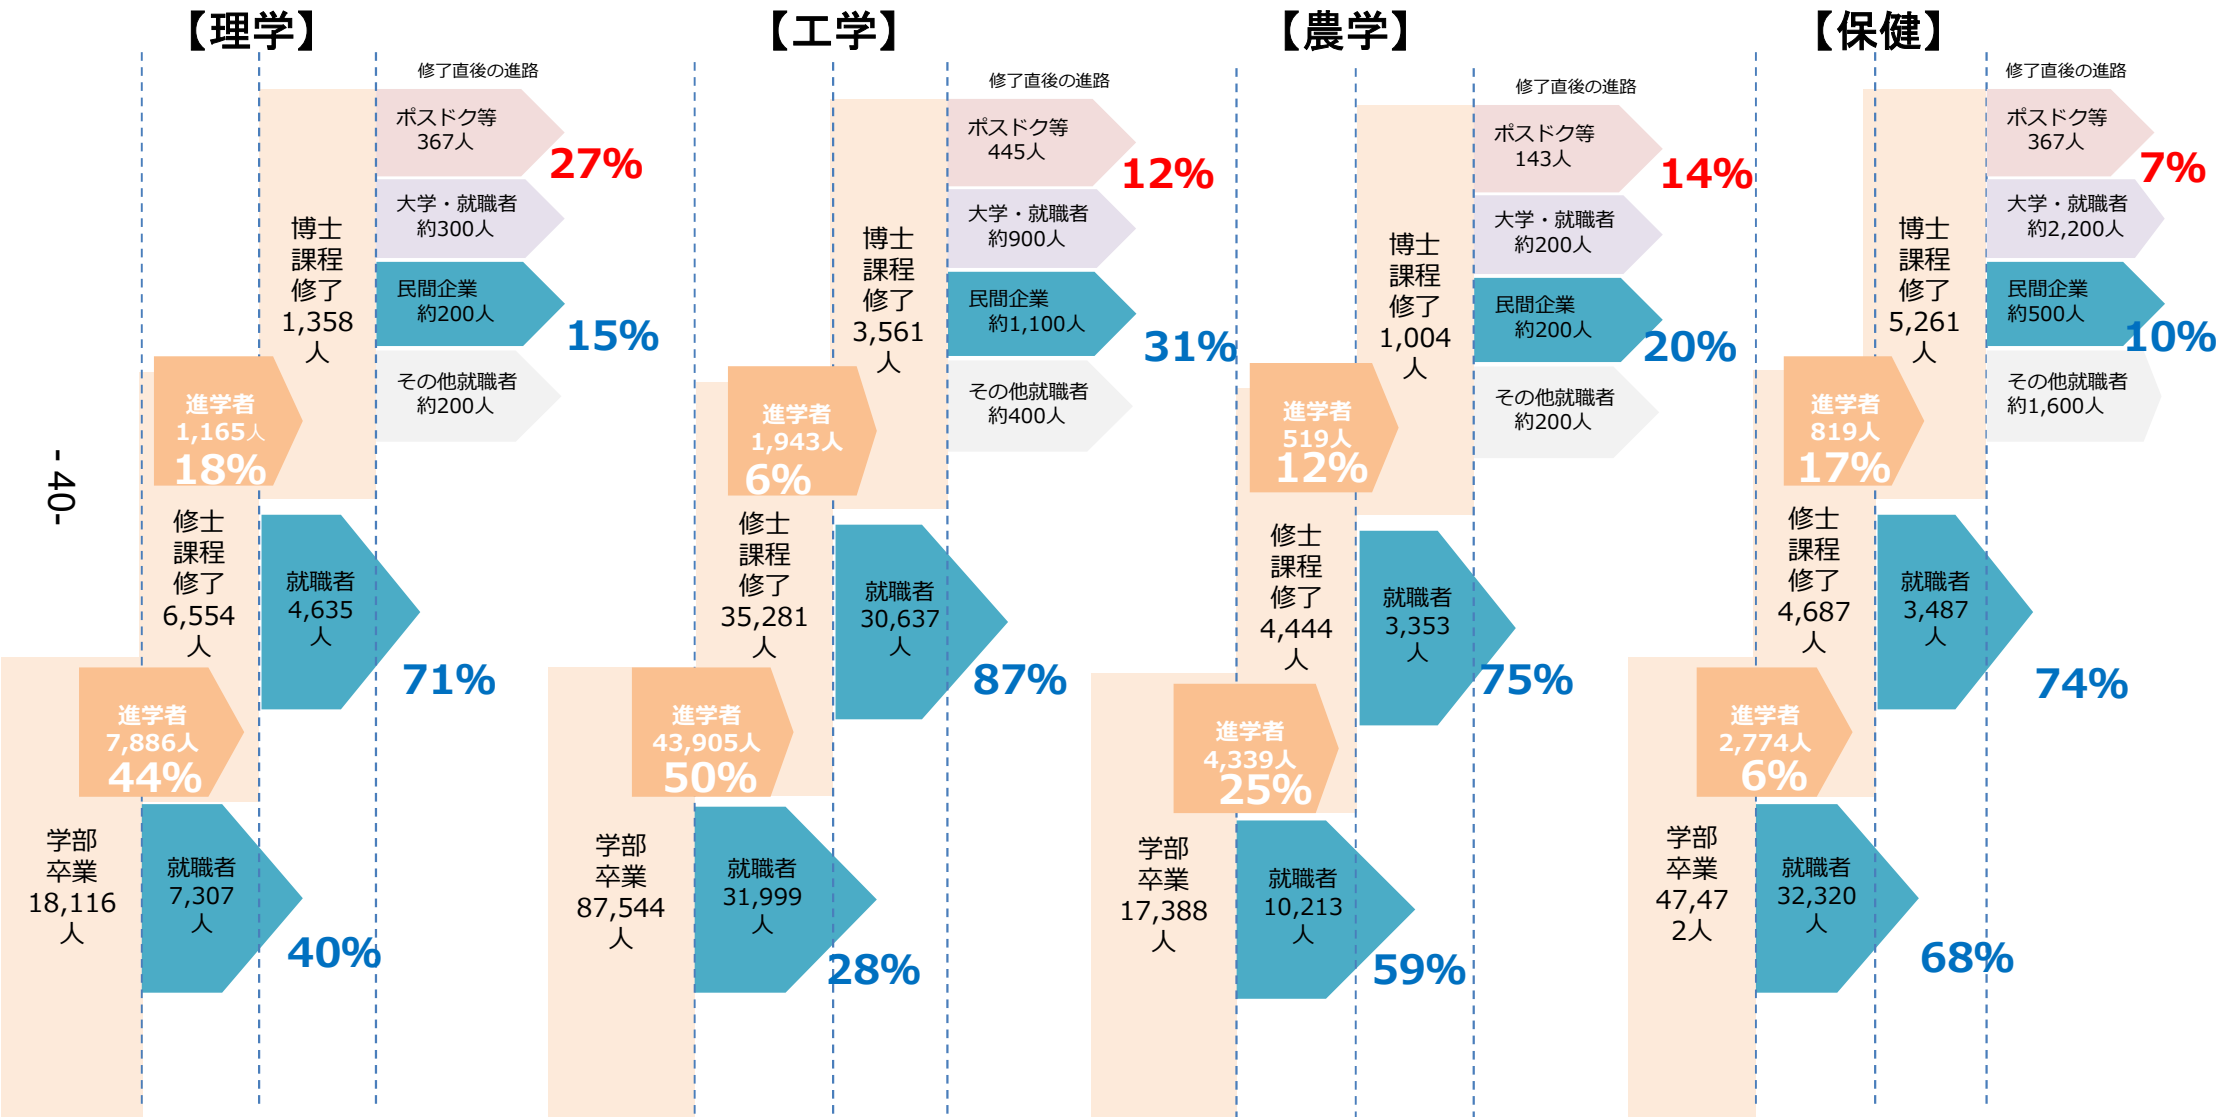 【理学】
修了直後の進路
ポスドク等
367人
27%
大学・就職者
約300人
民間企業
約200人
15%
その他就職者
約200人
博士
課程
修了
1,358
人
進学者
1,165人
18%
修士
課程
修了
6,554
人
就職者
4,635
人
71%
進学者
7,886人
44%
学部
卒業
18,116
人
就職者
7,307
人
40%
【工学】
修了直後の進路
ポスドク等
445人
12%
大学・就職者
約900人
民間企業
約1,100人
31%
その他就職者
約400人
博士
課程
修了
3,561
人
進学者
1,943人
6%
修士
課程
修了
35,281
人
就職者
30,637
人
87%
進学者
43,905人
50%
学部
卒業
87,544
人
就職者
31,999
人
28%
【農学】
修了直後の進路
ポスドク等
143人
14%
大学・就職者
約200人
民間企業
約200人
20%
その他就職者
約200人
博士
課程
修了
1,004
人
進学者
519人
12%
修士
課程
修了
4,444
人
就職者
3,353
人
75%
進学者
4,339人
25%
学部
卒業
17,388
人
就職者
10,213
人
59%
【保健】
修了直後の進路
ポスドク等
367人
7%
大学・就職者
約2,200人
民間企業
約500人
10%
その他就職者
約1,600人
博士
課程
修了
5,261
人
進学者
819人
17%
修士
課程
修了
4,687
人
就職者
3,487
人
74%
進学者
2,774人
6%
学部
卒業
47,47
2人
就職者
32,320
人
68%
- 40-